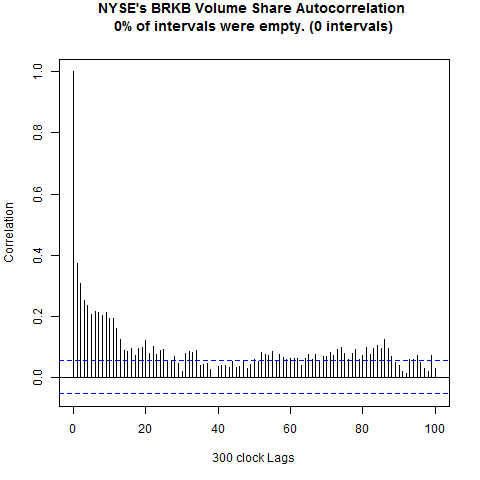 NYSE's BRKB Volume Share Autocorrelation
0% of intervals were empty. (0 intervals)
Correlation
1.0
0.8
0.6
0.4
0.2
0.0
0 20 40 60 80 100
300 clock Lags